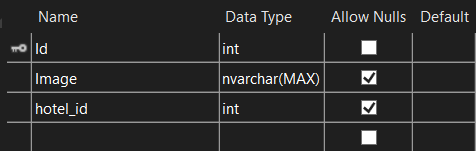 Name Data Type Allow Nulls Default
Id int
Image nvarchar(MAX)
hotel_id int